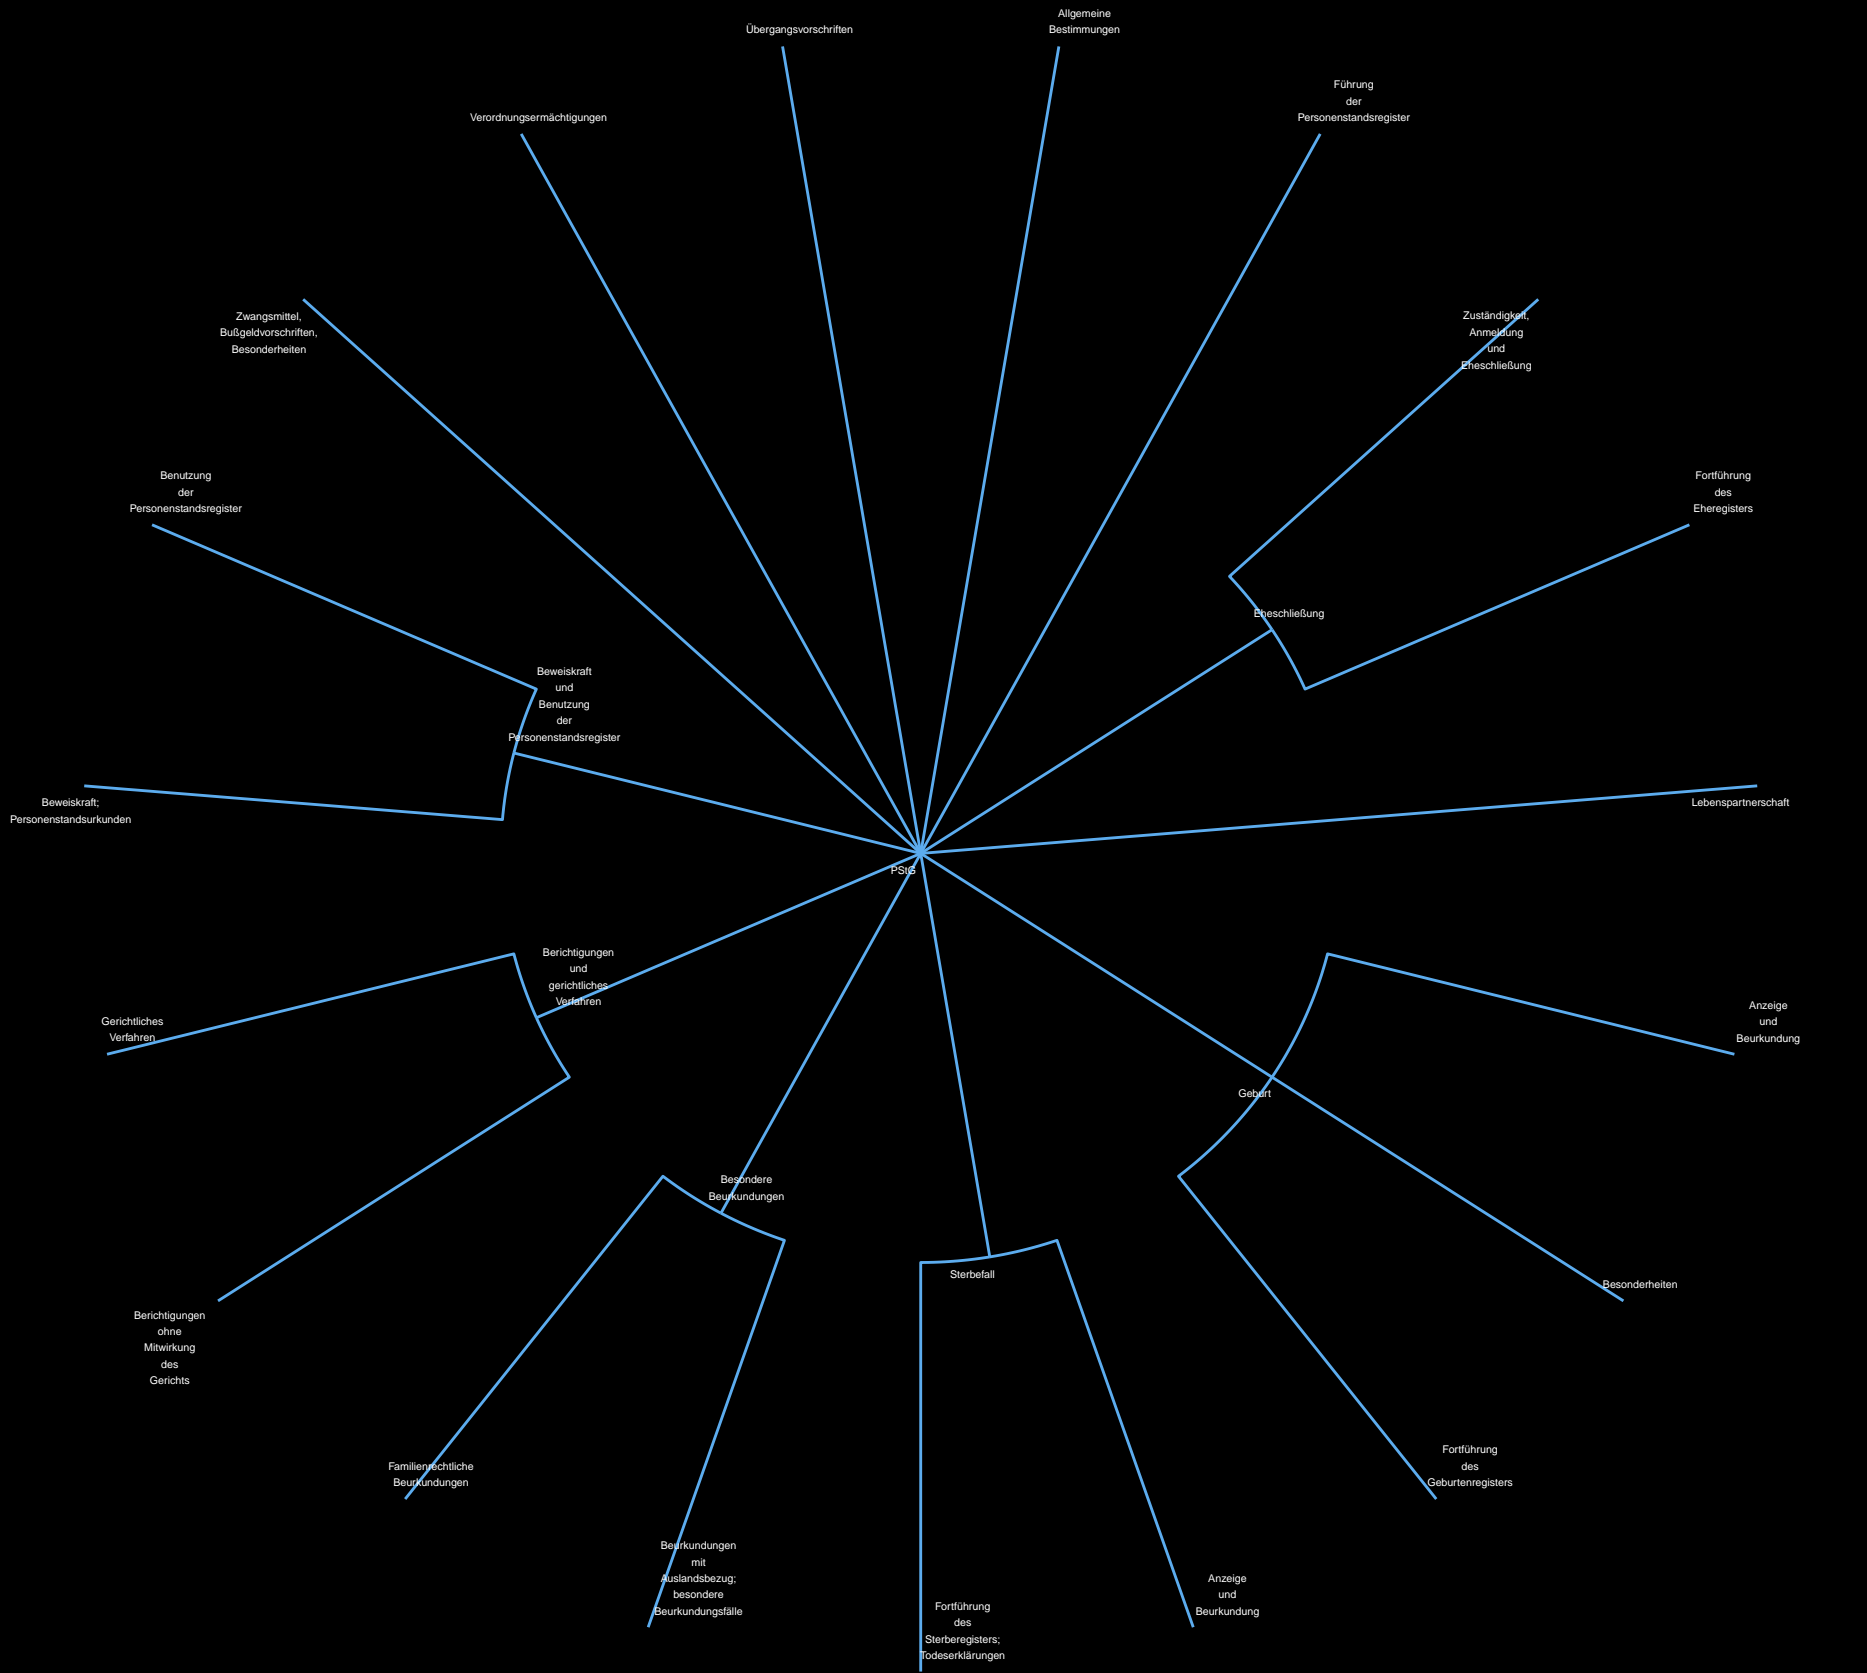 Allgemeine
Bestimmungen
Übergangsvorschriften
Führung
der
Personenstandsregister
Verordnungsermächtigungen
Zwangsmittel,
Bußgeldvorschriften,
Besonderheiten
Zuständigkeit,
Anmeldung
und
Eheschließung
Benutzung
der
Personenstandsregister
Fortführung
des
Eheregisters
Eheschließung
Beweiskraft
und
Benutzung
der
Personenstandsregister
Beweiskraft;
Personenstandsurkunden
Lebenspartnerschaft
PStG
Berichtigungen
und
gerichtliches
Verfahren
Gerichtliches
Verfahren
Anzeige
und
Beurkundung
Geburt
Besondere
Beurkundungen
Sterbefall
Besonderheiten
Berichtigungen
ohne
Mitwirkung
des
Gerichts
Familienrechtliche
Beurkundungen
Fortführung
des
Geburtenregisters
Beurkundungen
mit
Auslandsbezug;
besondere
Beurkundungsfälle
Anzeige
und
Beurkundung
Fortführung
des
Sterberegisters;
Todeserklärungen